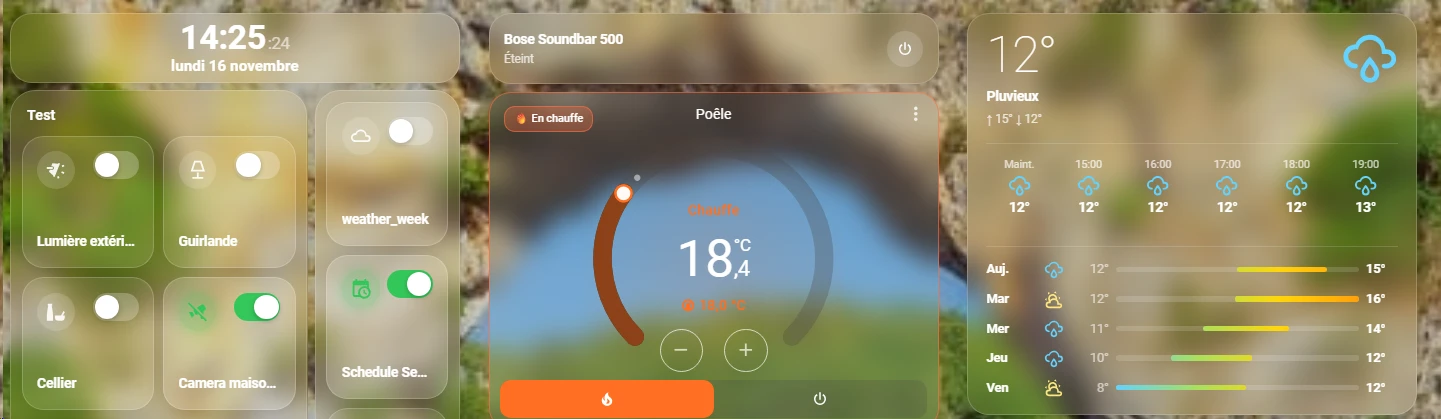 14:25:24
lundi 16 novembre
Test
Lumière extéri...
Guirlande
Cellier
Camera maiso...
weather_week
Schedule Se...
Bose Soundbar 500
Éteint
En chauffe
Poêle
Chauffe
18,4 °C
↑ 15° ↓ 12°
12°
Pluvieux
Maint. 15:00 16:00 17:00 18:00 19:00
12° 12° 12° 12° 12° 13°
Auj. 12° 15°
Mar 12° 16°
Mer 11° 14°
Jeu 10° 12°
Ven 8° 12°